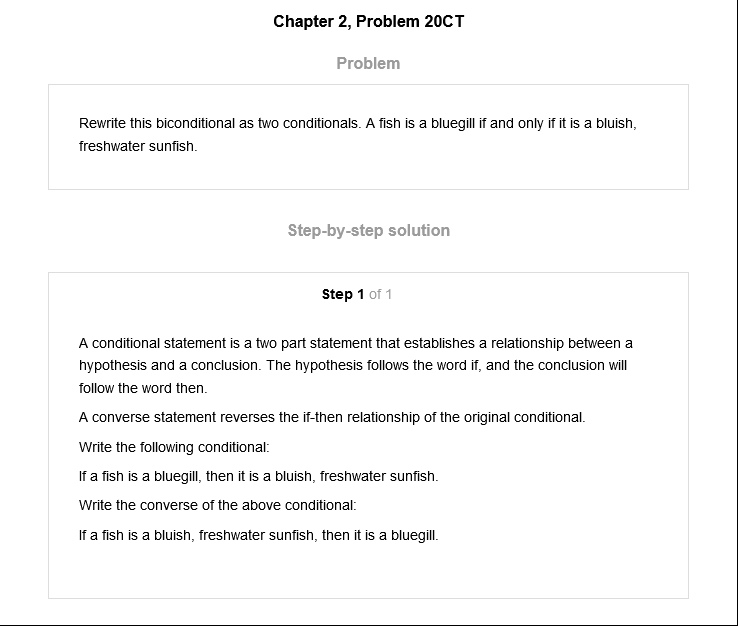 Chapter 2, Problem 20CT
Problem
Rewrite this biconditional as two conditionals. A fish is a bluegill if and only if it is a bluish,
freshwater sunfish.
Step-by-step solution
Step 1 of 1
A conditional statement is a two part statement that establishes a relationship between a
hypothesis and a conclusion. The hypothesis follows the word if, and the conclusion will
follow the word then.
A converse statement reverses the if-then relationship of the original conditional.
Write the following conditional:
If a fish is a bluegill, then it is a bluish, freshwater sunfish.
Write the converse of the above conditional:
If a fish is a bluish, freshwater sunfish, then it is a bluegill.